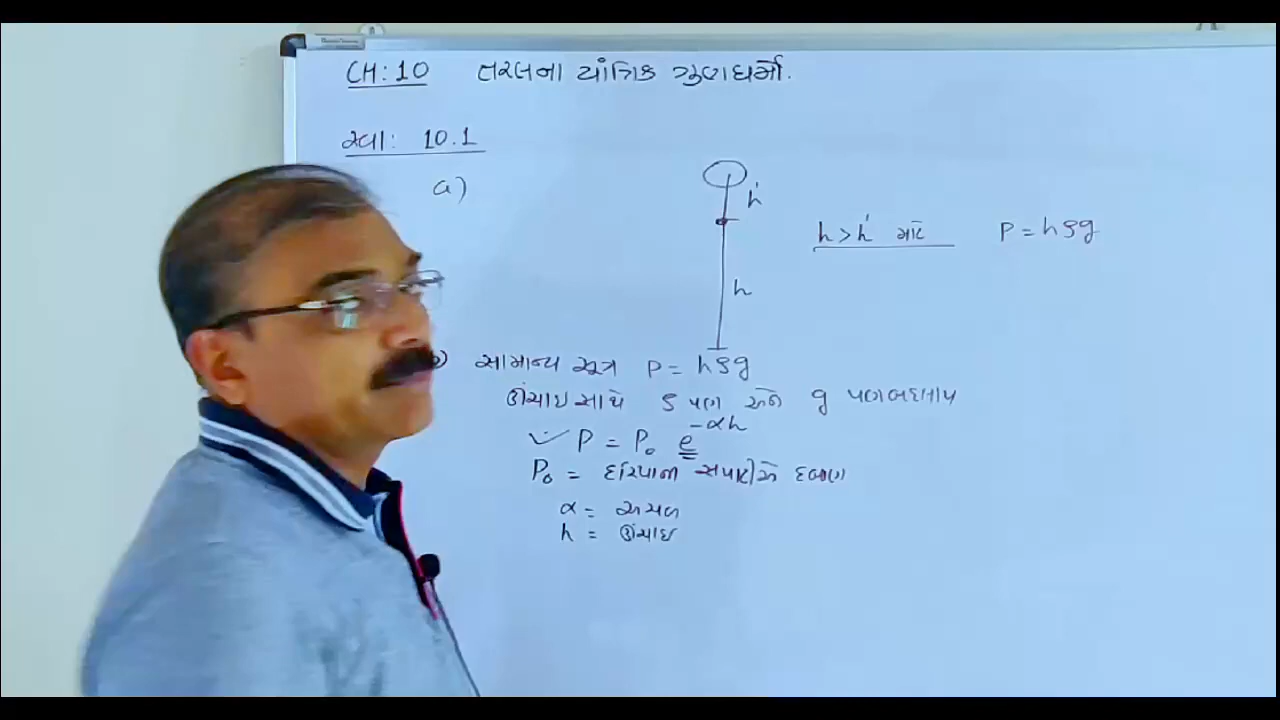 CH: 10 તરલના યાંત્રિક ગુણધર્મો.
સ્વા: 10.1
a)
h'
h > h' માટે P = hρg
h
સામાન્ય સૂત્ર P = hρg
ઊંચાઇ સાથે ρ પણ અને g પણ બદલાય
P = P₀ e^-αh
P₀ = દરિયાની સપાટીએ દબાણ
α = અચળ
h = ઊંચાઇ